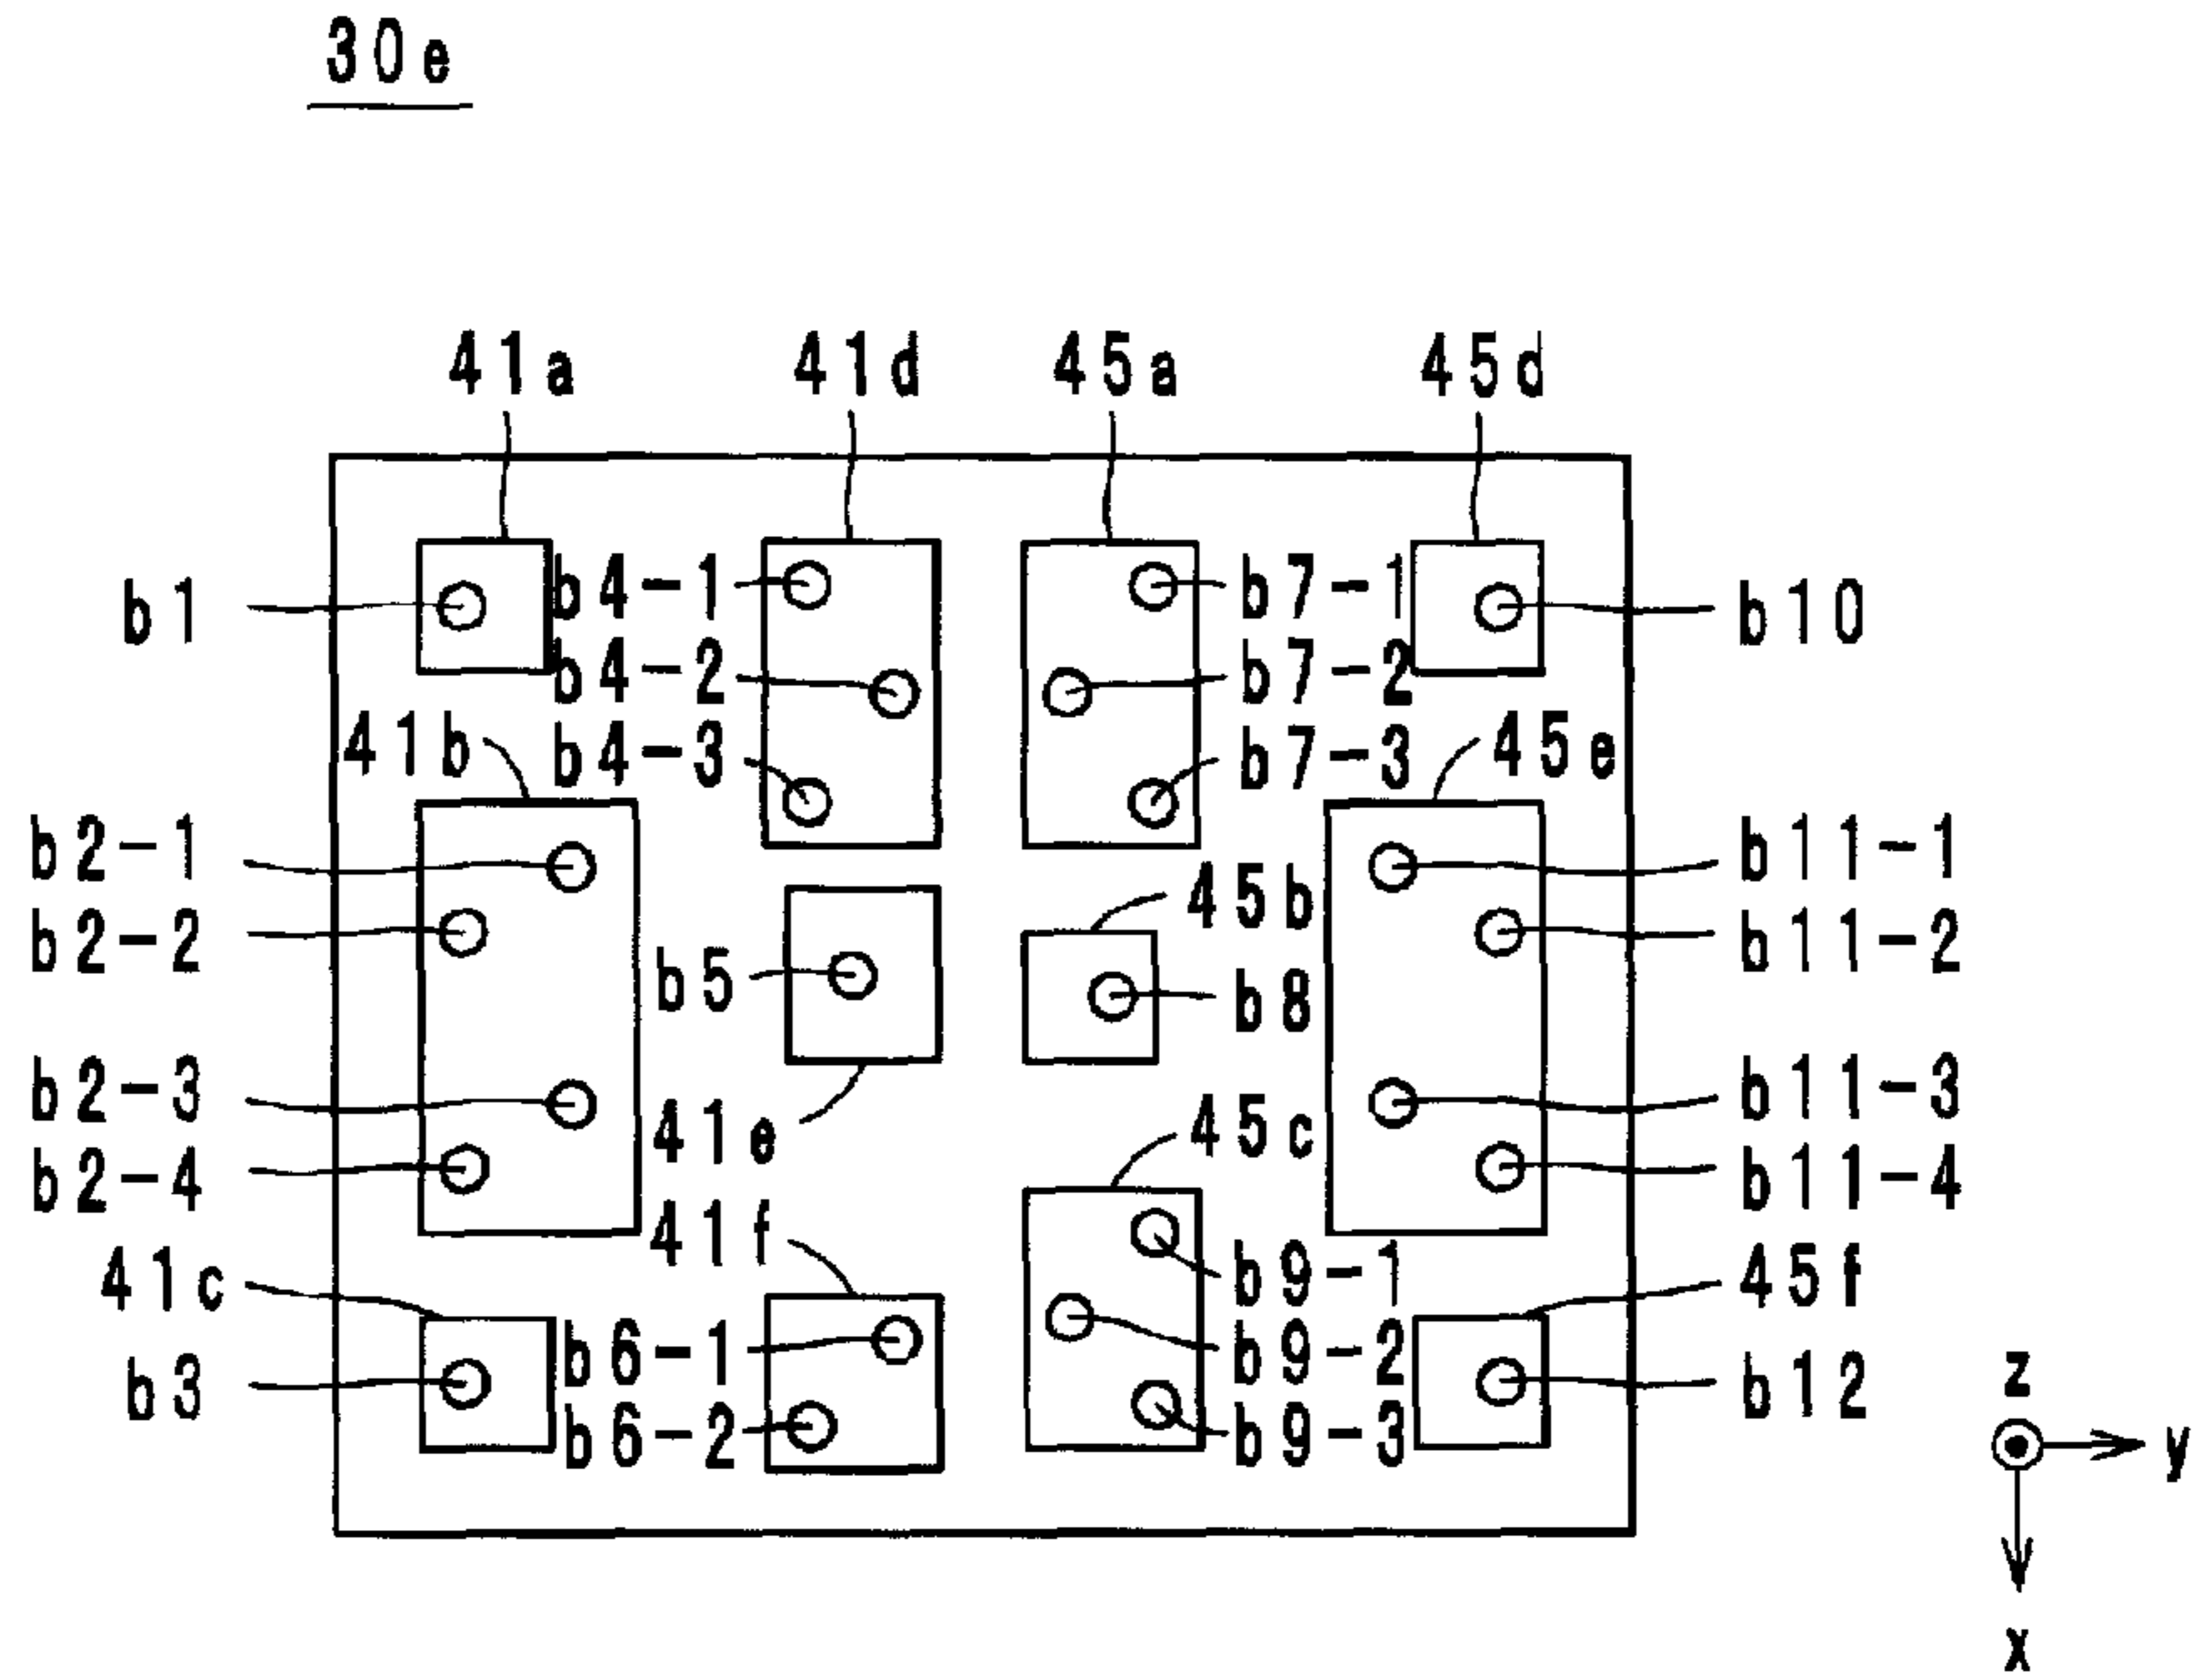 30e
41a 41d 45a 45d
b1 b4-1 b7-1 b10
b4-2 b7-2
41b b4-3 b7-3 45e
b2-1 b11-1
45b
b2-2 b11-2
b5 b8
b2-3 b11-3
41e 45c
b2-4 b11-4
41f
41c b9-1 45f
b3 b6-1 b9-2 b12
b6-2 b9-3
z
y
x